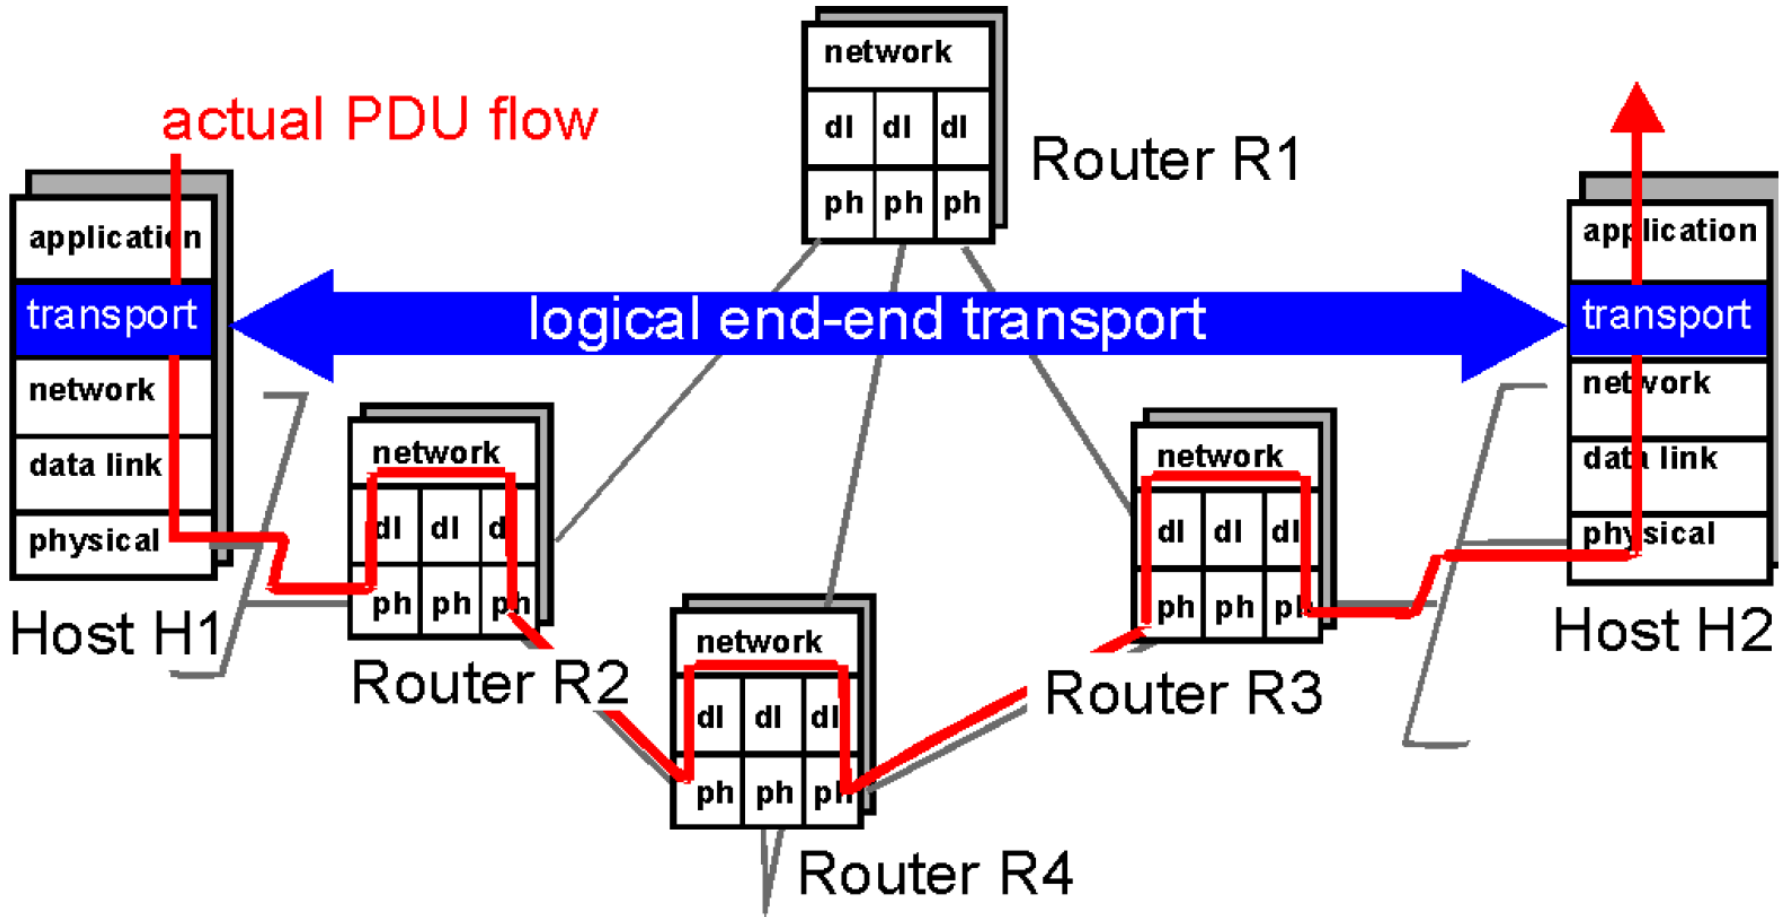 network
dl dl dl
ph ph ph
Router R1
actual PDU flow
application
transport
network
data link
physical
Host H1
logical end-end transport
application
transport
network
data link
physical
Host H2
network
dl dl dl
ph ph ph
Router R2
network
dl dl dl
ph ph ph
Router R3
network
dl dl dl
ph ph ph
Router R4